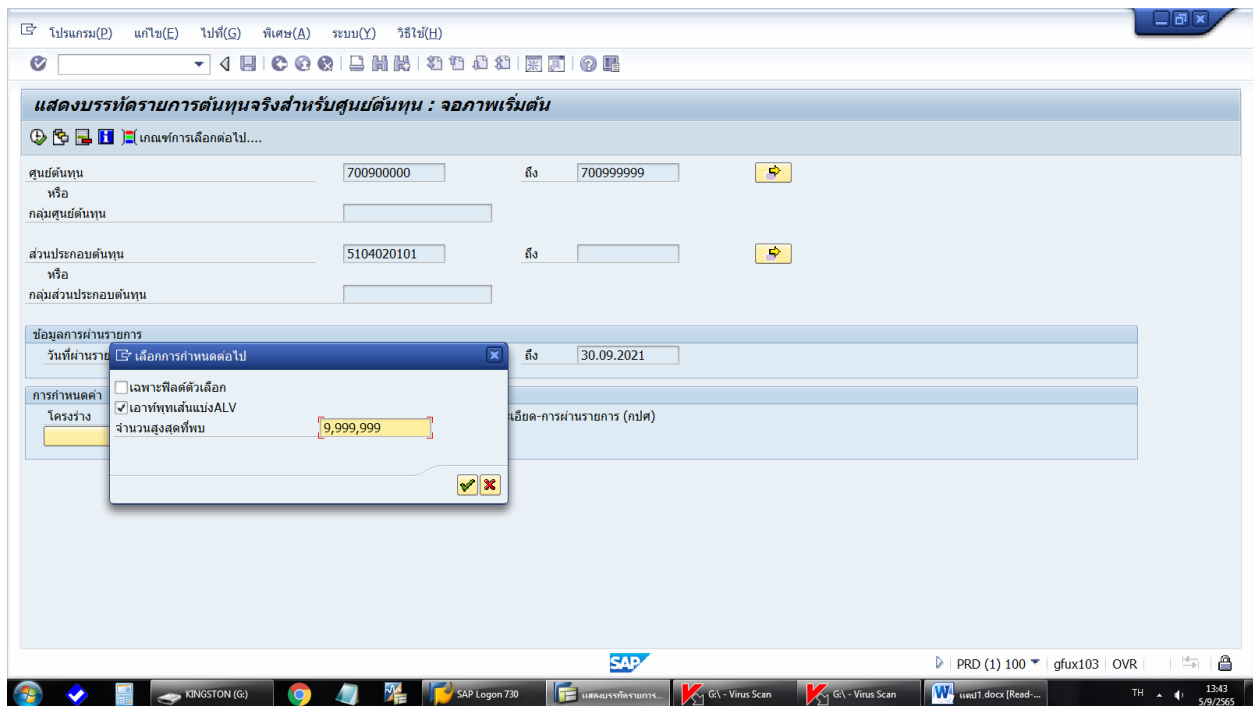 โปรแกรม(P) แก้ไข(E) ไปที่(G) พิเศษ(A) ระบบ(Y) วิธีใช้(H)
แสดงบรรทัดรายการต้นทุนจริงสำหรับศูนย์ต้นทุน : จอภาพเริ่มต้น
เกณฑ์การเลือกต่อไป....
ศูนย์ต้นทุน 700900000 ถึง 700999999
หรือ
กลุ่มศูนย์ต้นทุน
ส่วนประกอบต้นทุน 5104020101 ถึง
หรือ
กลุ่มส่วนประกอบต้นทุน
ข้อมูลการผ่านรายการ
วันที่ผ่านราย ถึง 30.09.2021
เลือกการกำหนดต่อไป
เฉพาะฟิลด์ตัวเลือก
การกำหนดค่า
เอาท์พุทเส้นแบ่งALV
โครงร่าง เอียด-การผ่านรายการ (กปศ)
จำนวนสูงสุดที่พบ 9,999,999
SAP PRD (1) 100 gfux103 OVR
KINGSTON (G:) SAP Logon 730 แสดงบรรทัดรายการ... G:\ - Virus Scan G:\ - Virus Scan แคป1.docx [Read-... TH 13:43
5/9/2565